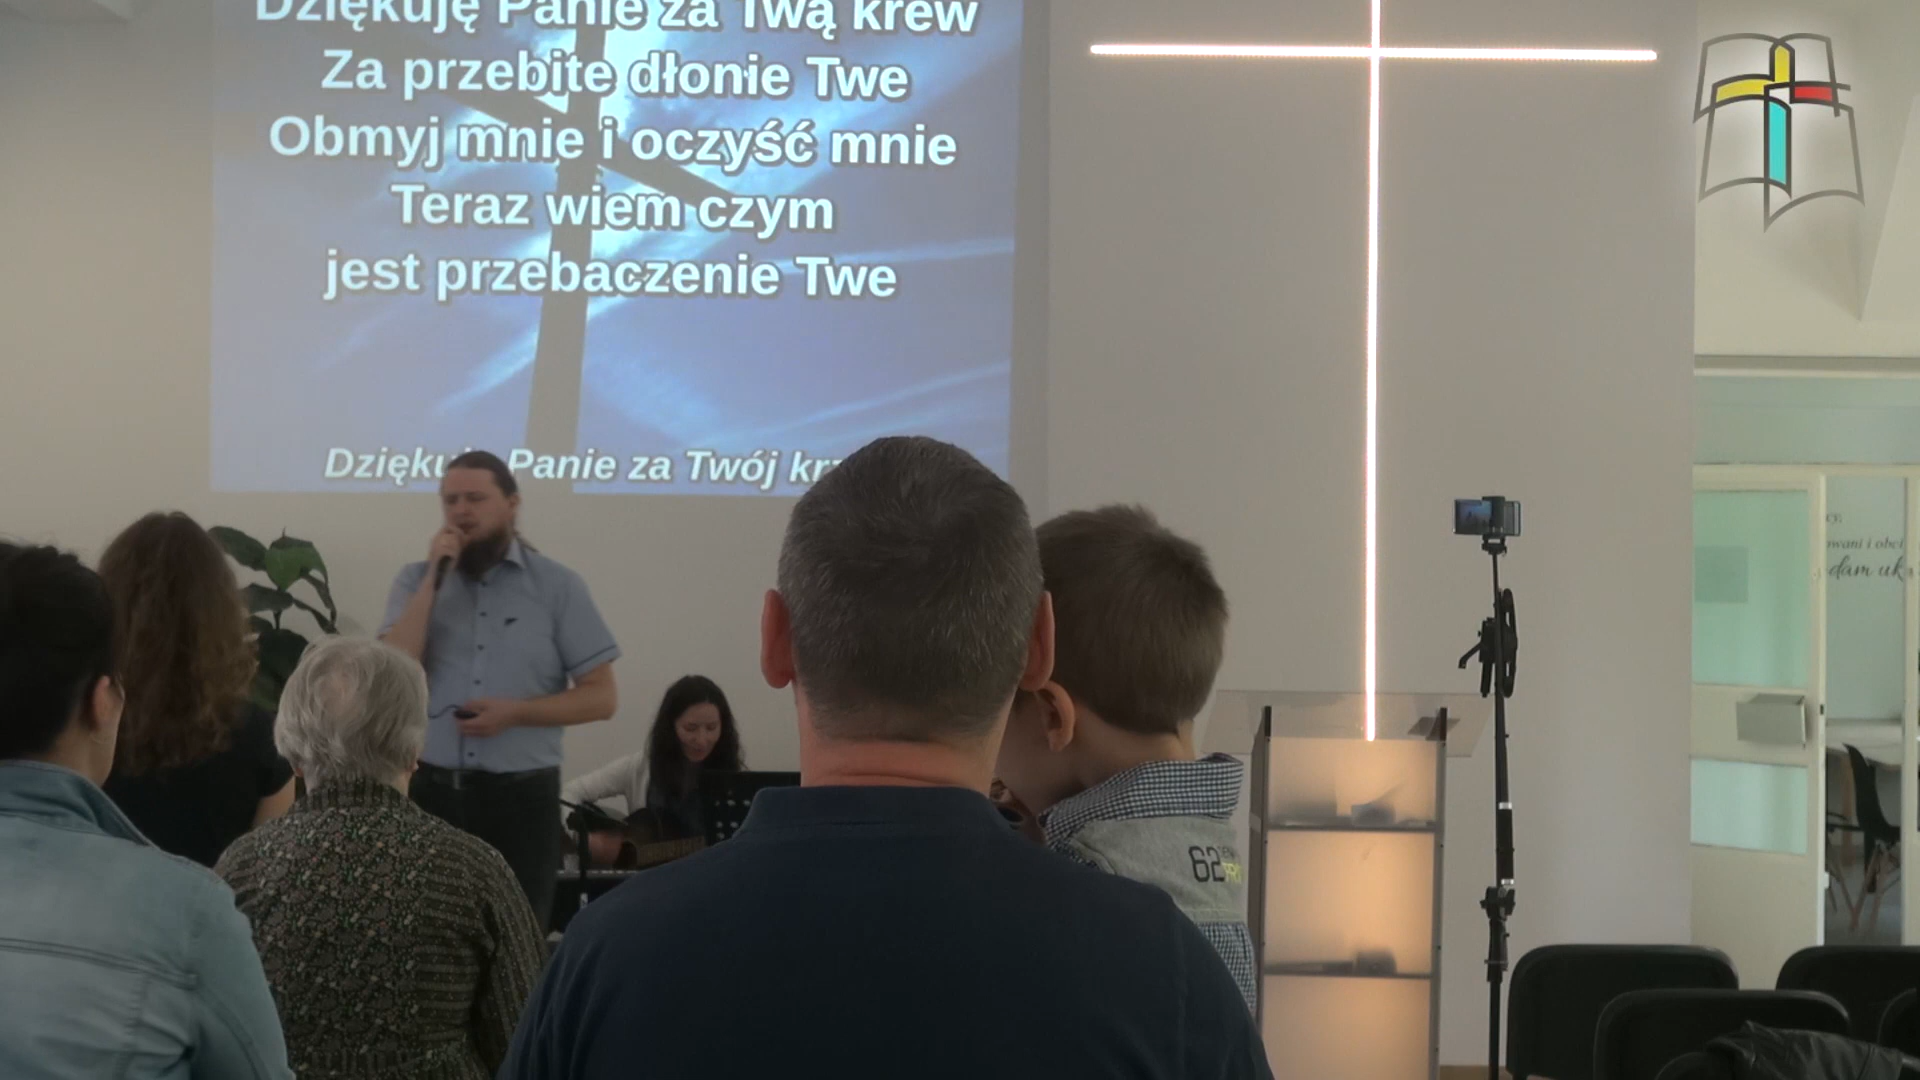 Dziękuję Panie za Twą krew
Za przebite dłonie Twe
Obmyj mnie i oczyść mnie
Teraz wiem czym
jest przebaczenie Twe
Panie za Twój
62